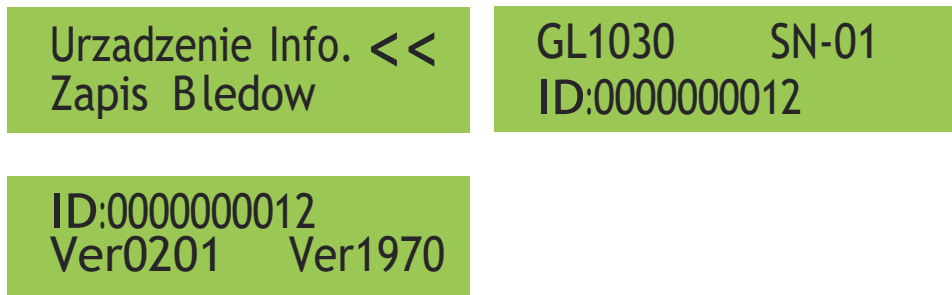 Urzadzenie Info. <<
Zapis Bledow
GL1030 SN-01
ID:0000000012
ID:0000000012
Ver0201 Ver1970